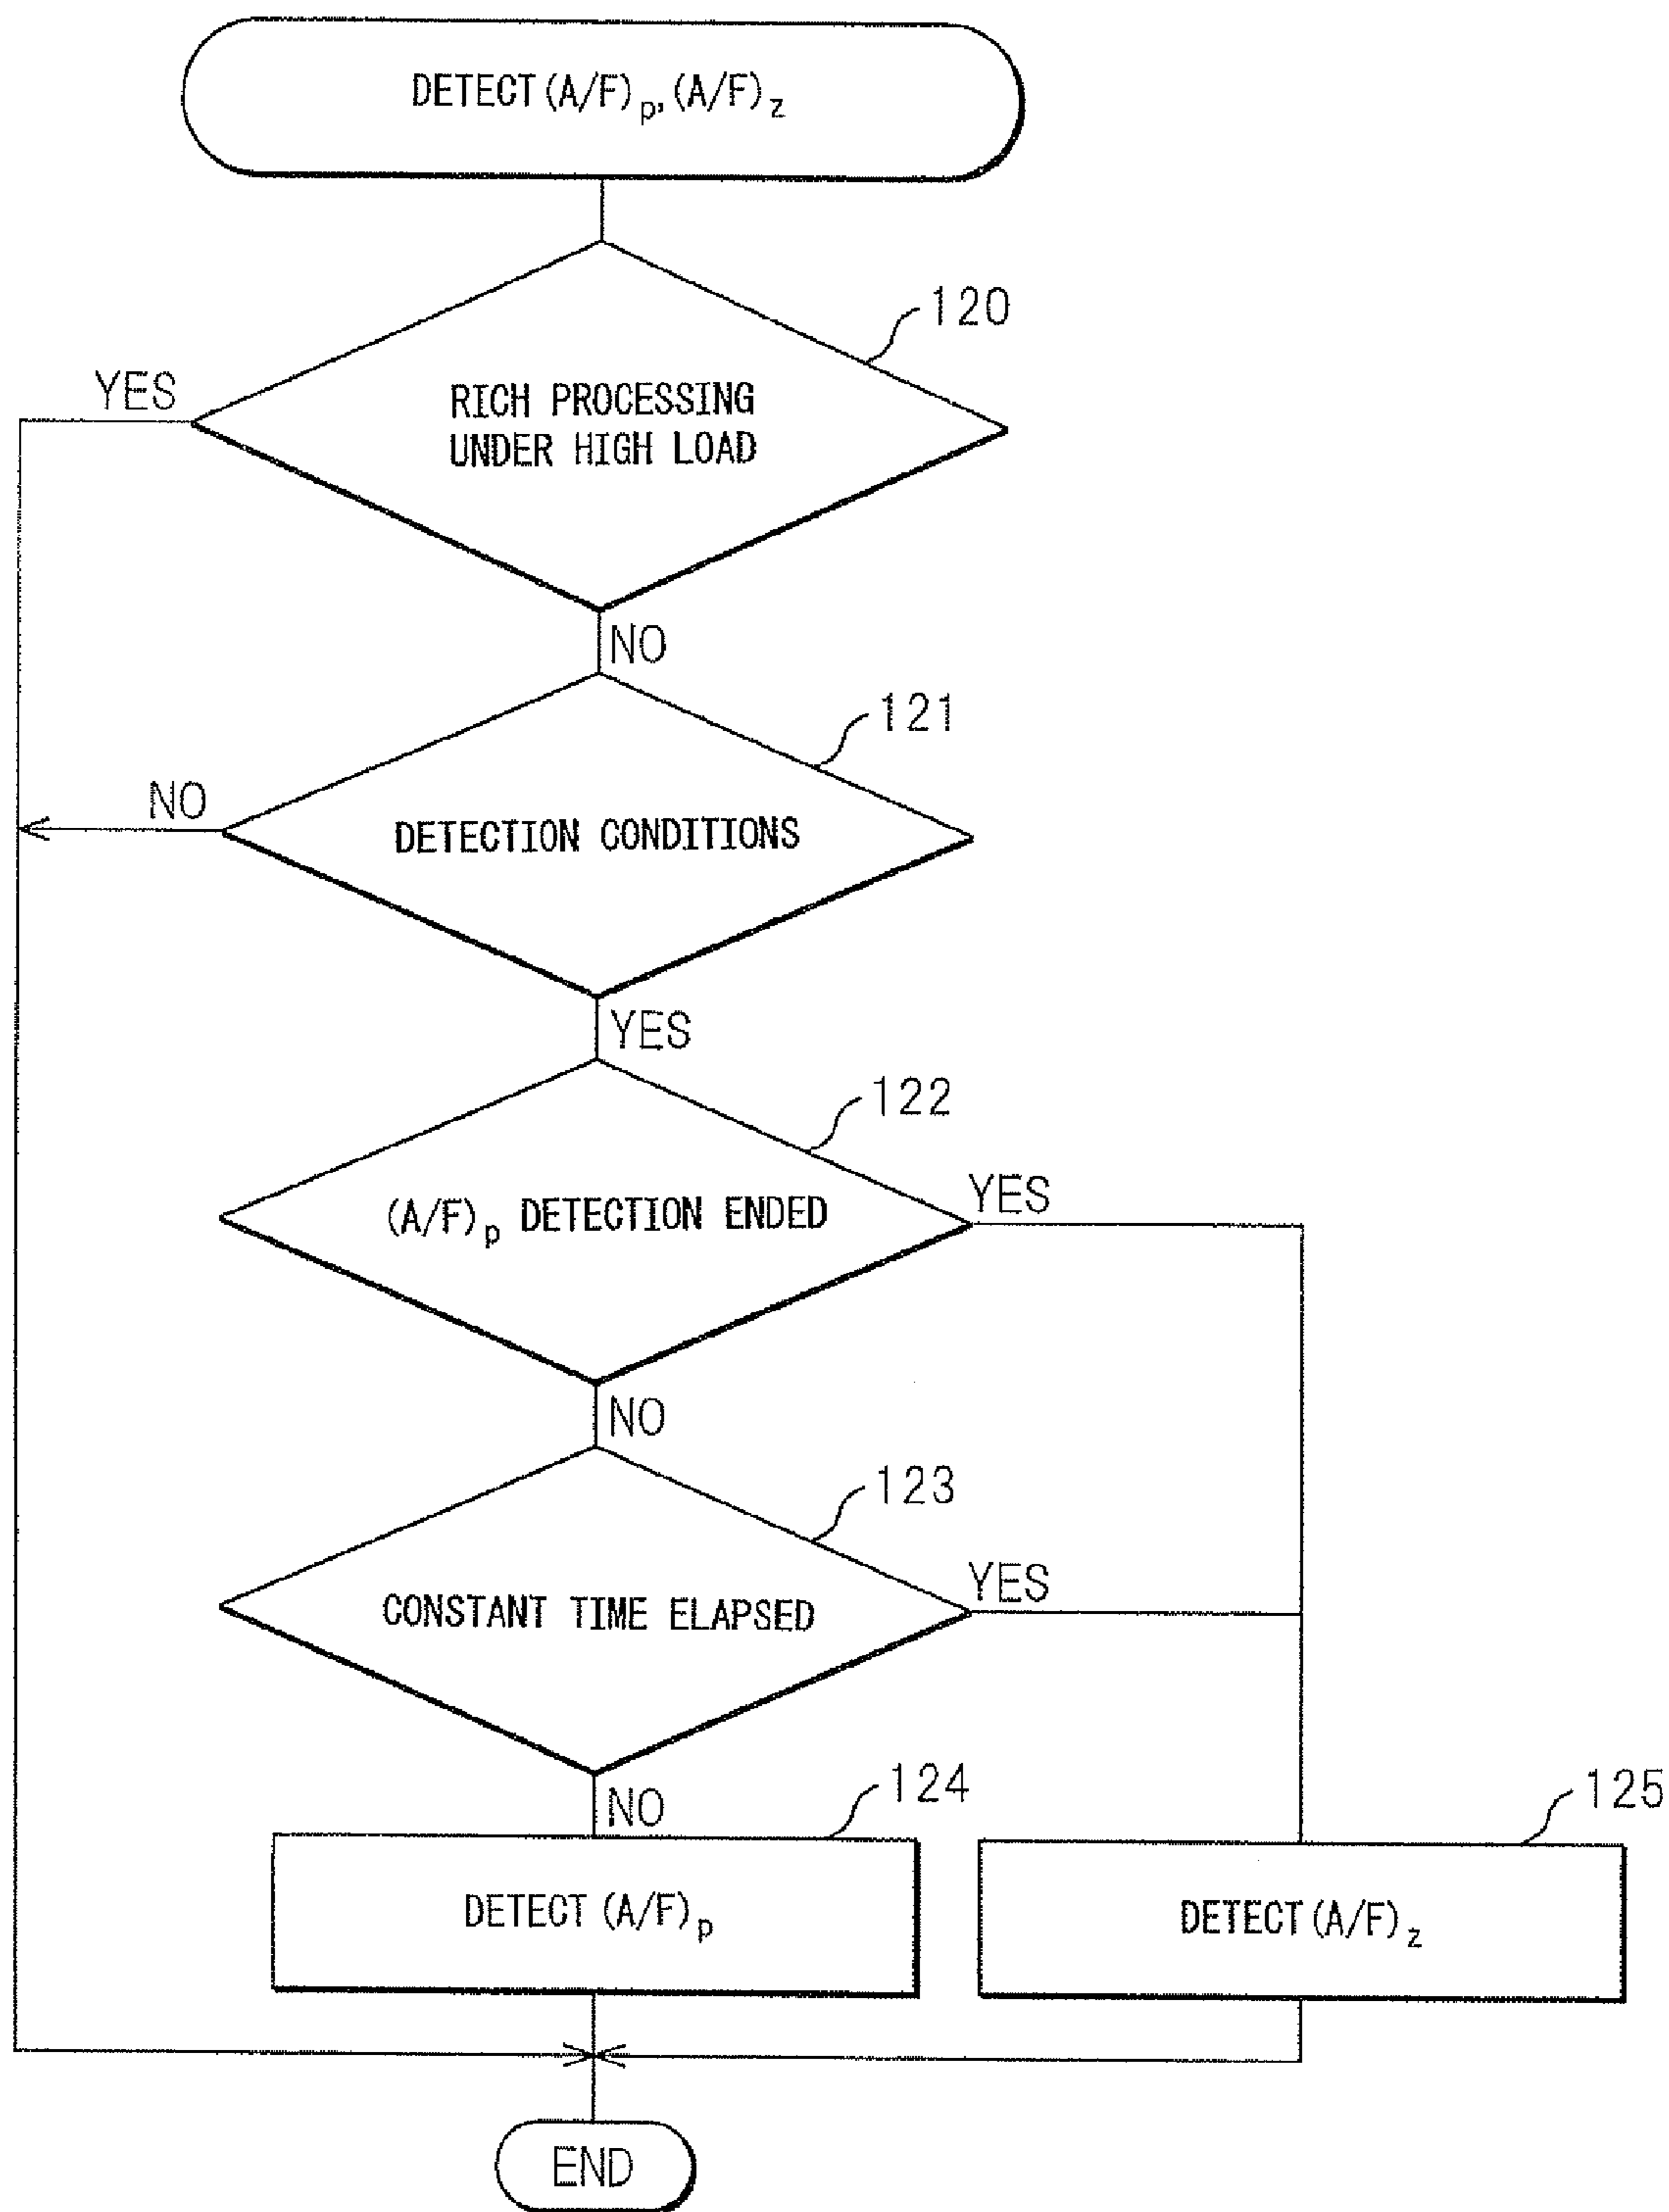 DETECT(A/F)p,(A/F)z
120
YES
RICH PROCESSING
UNDER HIGH LOAD
NO
121
NO
DETECTION CONDITIONS
YES
122
YES
(A/F)p DETECTION ENDED
NO
123
YES
CONSTANT TIME ELAPSED
NO
124
125
DETECT(A/F)p
DETECT(A/F)z
END